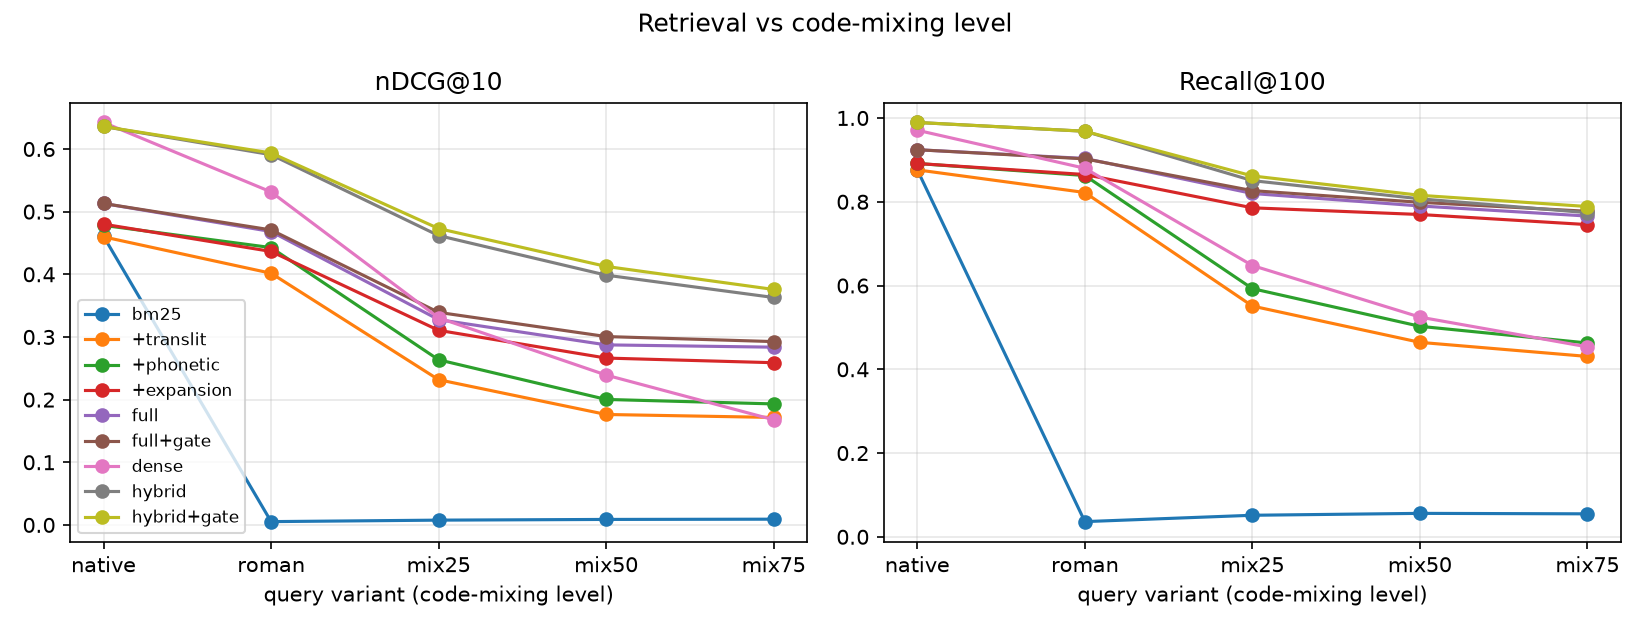 Retrieval vs code-mixing level
nDCG@10
0.6
0.5
0.4
0.3
0.2
0.1
0.0
bm25
+translit
+phonetic
+expansion
full
full+gate
dense
hybrid
hybrid+gate
native roman mix25 mix50 mix75
query variant (code-mixing level)
Recall@100
1.0
0.8
0.6
0.4
0.2
0.0
native roman mix25 mix50 mix75
query variant (code-mixing level)